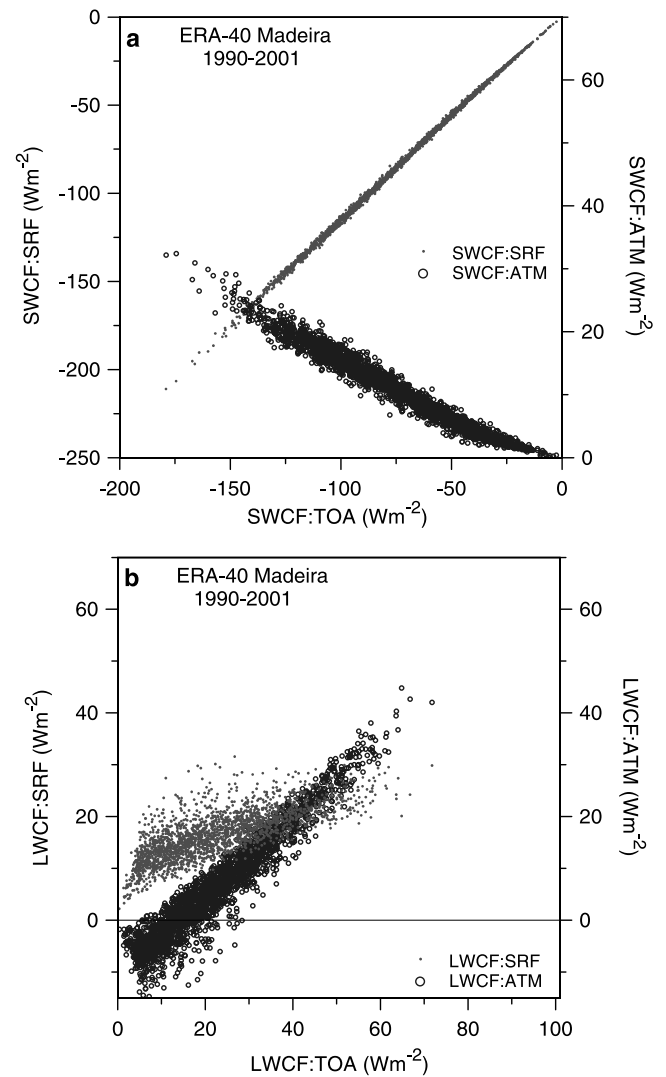 a
ERA-40 Madeira
1990-2001
0
-50
-100
-150
-200
-250
SWCF:SRF (Wm-2)
60
40
20
0
SWCF:ATM (Wm-2)
SWCF:SRF
SWCF:ATM
-200
-150
-100
-50
0
SWCF:TOA (Wm-2)
b
ERA-40 Madeira
1990-2001
60
40
20
0
LWCF:SRF (Wm-2)
60
40
20
0
LWCF:ATM (Wm-2)
LWCF:SRF
LWCF:ATM
0
20
40
60
80
100
LWCF:TOA (Wm-2)